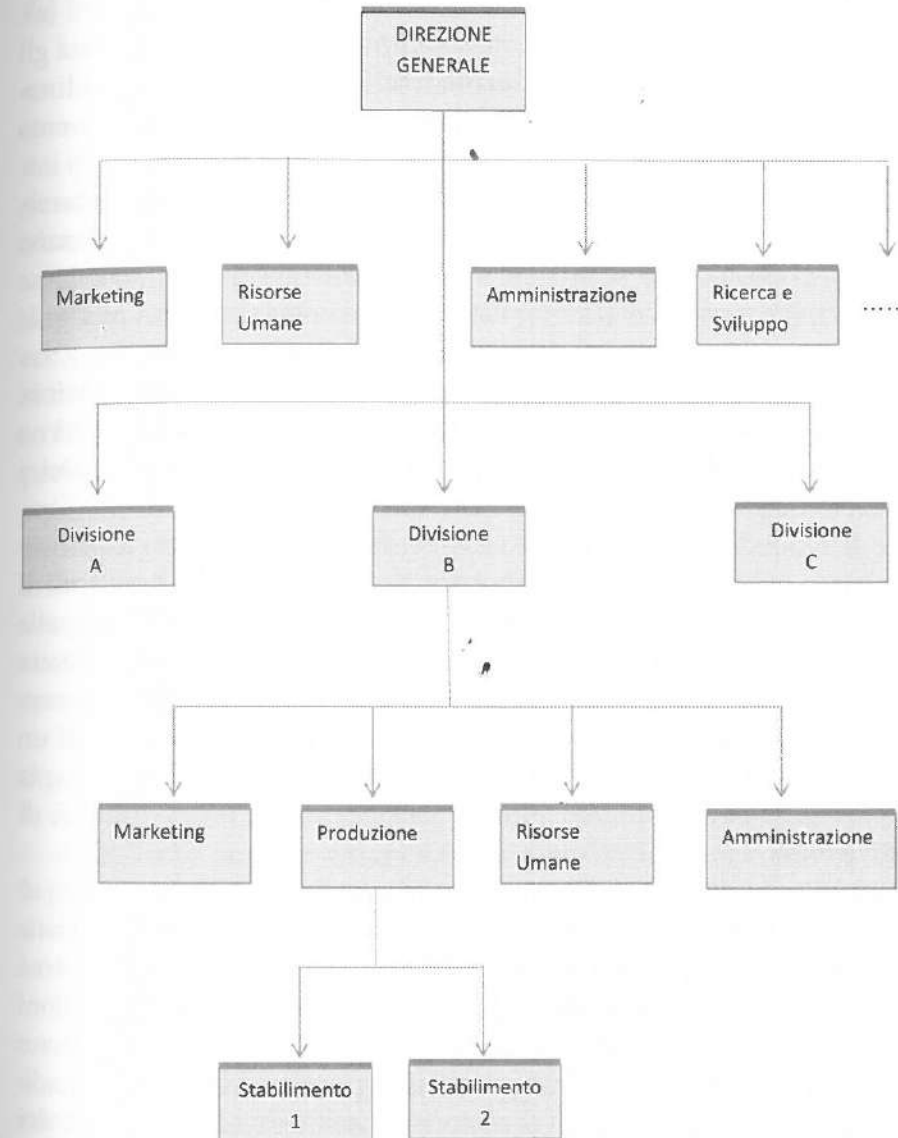 DIREZIONE
GENERALE
Marketing
Risorse
Umane
Amministrazione
Ricerca e
Sviluppo
.....
Divisione
A
Divisione
B
Divisione
C
Marketing
Produzione
Risorse
Umane
Amministrazione
Stabilimento
1
Stabilimento
2